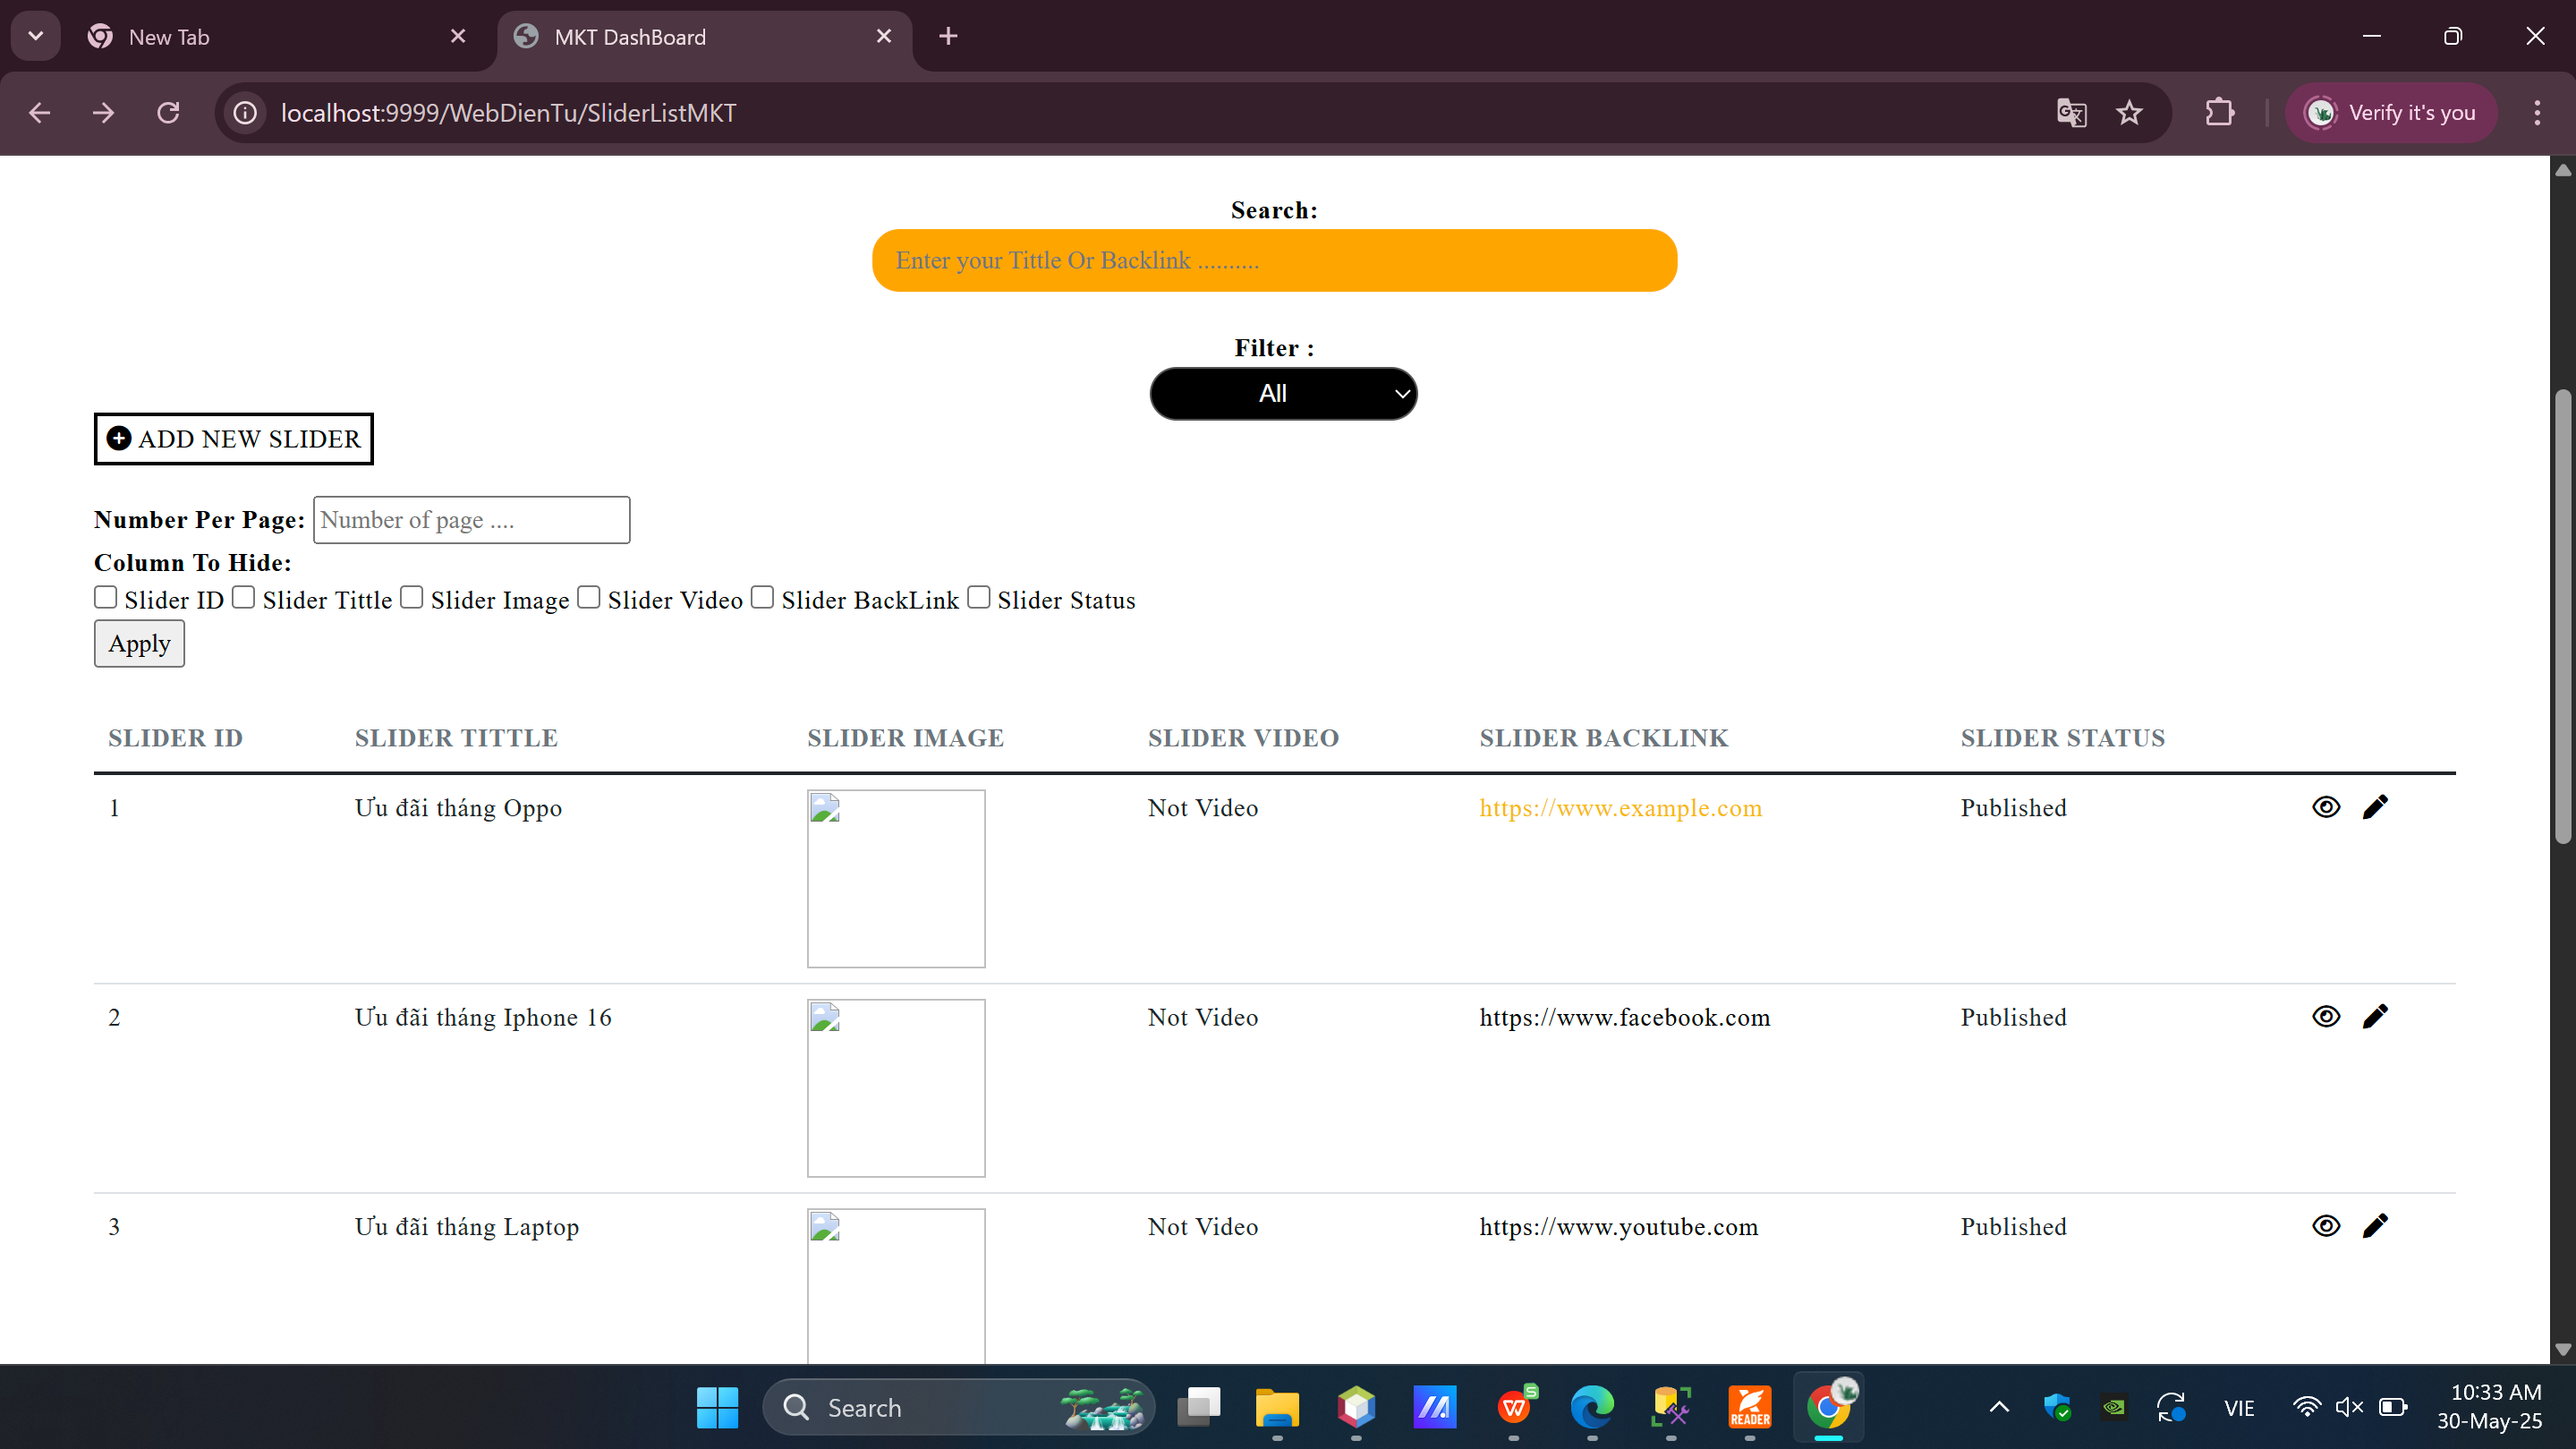 New Tab
MKT DashBoard
localhost:9999/WebDienTu/SliderListMKT
Verify it's you
Search:
Enter your Tittle Or Backlink ..........
Filter :
All
ADD NEW SLIDER
Number Per Page: Number of page ....
Column To Hide:
Slider ID Slider Tittle Slider Image Slider Video Slider BackLink Slider Status
Apply
SLIDER ID SLIDER TITTLE SLIDER IMAGE SLIDER VIDEO SLIDER BACKLINK SLIDER STATUS
1 Ưu đãi tháng Oppo Not Video https://www.example.com Published
2 Ưu đãi tháng Iphone 16 Not Video https://www.facebook.com Published
3 Ưu đãi tháng Laptop Not Video https://www.youtube.com Published
Search
READER
VIE
10:33 AM
30-May-25